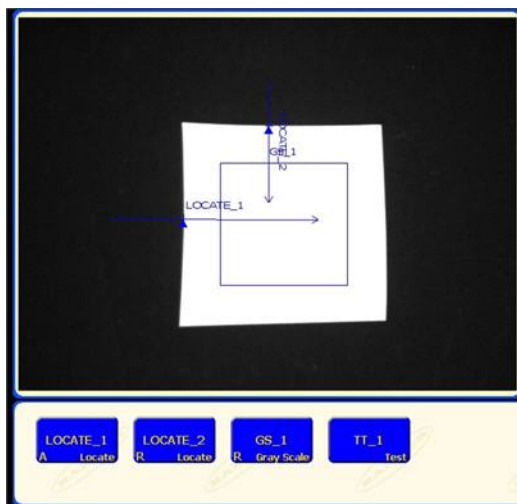 LOCATE_2
GS_1
LOCATE_1
LOCATE_1
A Locate
LOCATE_2
R Locate
GS_1
R Gray Scale
TT_1
Test